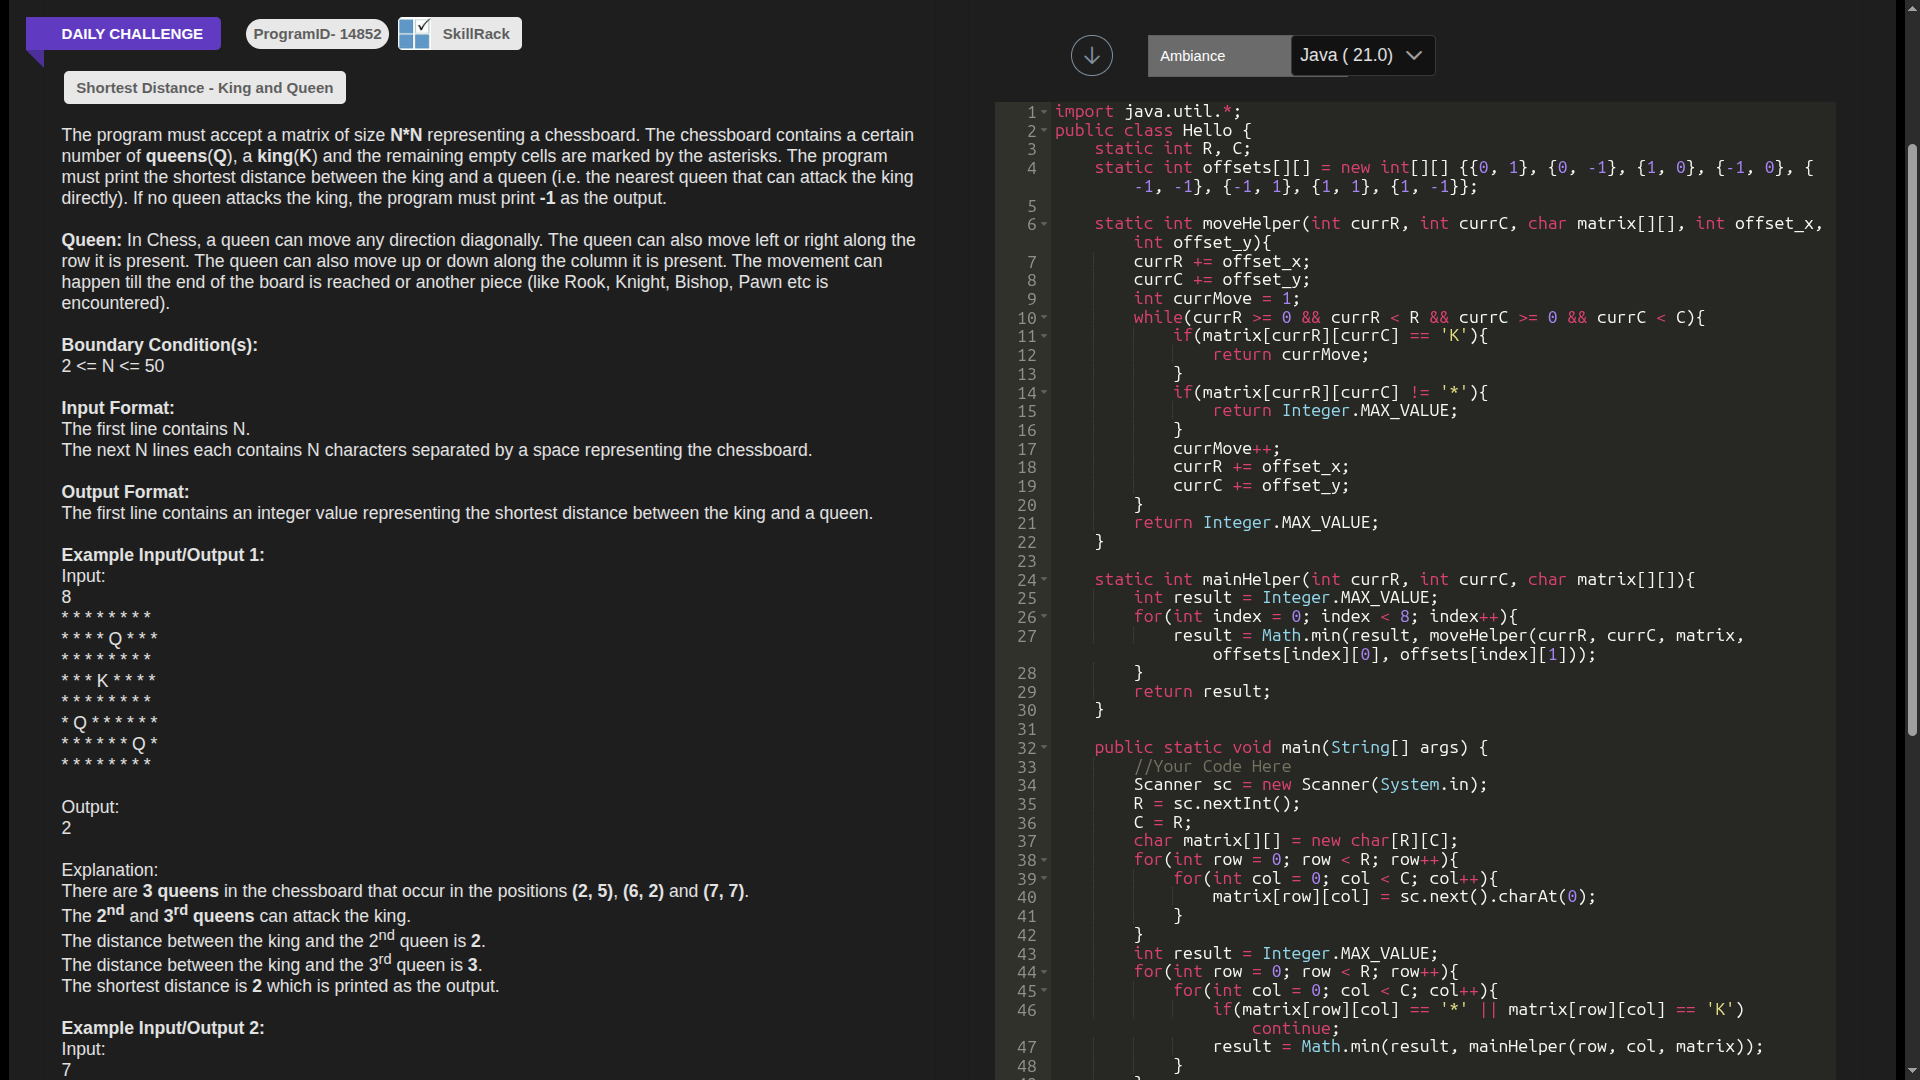 DAILY CHALLENGE
ProgramID- 14852
SkillRack
Shortest Distance - King and Queen
The program must accept a matrix of size N*N representing a chessboard. The chessboard contains a certain
number of queens(Q), a king(K) and the remaining empty cells are marked by the asterisks. The program
must print the shortest distance between the king and a queen (i.e. the nearest queen that can attack the king
directly). If no queen attacks the king, the program must print -1 as the output.
Queen: In Chess, a queen can move any direction diagonally. The queen can also move left or right along the
row it is present. The queen can also move up or down along the column it is present. The movement can
happen till the end of the board is reached or another piece (like Rook, Knight, Bishop, Pawn etc is
encountered).
Boundary Condition(s):
2 <= N <= 50
Input Format:
The first line contains N.
The next N lines each contains N characters separated by a space representing the chessboard.
Output Format:
The first line contains an integer value representing the shortest distance between the king and a queen.
Example Input/Output 1:
Input:
8
* * * * * * * *
* * * * Q * * *
* * * * * * * *
* * * K * * * *
* * * * * * * *
* Q * * * * * *
* * * * * * Q *
* * * * * * * *
Output:
2
Explanation:
There are 3 queens in the chessboard that occur in the positions (2, 5), (6, 2) and (7, 7).
The 2nd and 3rd queens can attack the king.
The distance between the king and the 2nd queen is 2.
The distance between the king and the 3rd queen is 3.
The shortest distance is 2 which is printed as the output.
Example Input/Output 2:
Input:
7
Ambiance
Java ( 21.0)
1 import java.util.*;
2 public class Hello {
3 static int R, C;
4 static int offsets[][] = new int[][] {{0, 1}, {0, -1}, {1, 0}, {-1, 0}, {
-1, -1}, {-1, 1}, {1, 1}, {1, -1}};
5
6 static int moveHelper(int currR, int currC, char matrix[][], int offset_x,
int offset_y){
7 currR += offset_x;
8 currC += offset_y;
9 int currMove = 1;
10 while(currR >= 0 && currR < R && currC >= 0 && currC < C){
11 if(matrix[currR][currC] == 'K'){
12 return currMove;
13 }
14 if(matrix[currR][currC] != '*'){
15 return Integer.MAX_VALUE;
16 }
17 currMove++;
18 currR += offset_x;
19 currC += offset_y;
20 }
21 return Integer.MAX_VALUE;
22 }
23
24 static int mainHelper(int currR, int currC, char matrix[][]){
25 int result = Integer.MAX_VALUE;
26 for(int index = 0; index < 8; index++){
27 result = Math.min(result, moveHelper(currR, currC, matrix,
offsets[index][0], offsets[index][1]));
28 }
29 return result;
30 }
31
32 public static void main(String[] args) {
33 //Your Code Here
34 Scanner sc = new Scanner(System.in);
35 R = sc.nextInt();
36 C = R;
37 char matrix[][] = new char[R][C];
38 for(int row = 0; row < R; row++){
39 for(int col = 0; col < C; col++){
40 matrix[row][col] = sc.next().charAt(0);
41 }
42 }
43 int result = Integer.MAX_VALUE;
44 for(int row = 0; row < R; row++){
45 for(int col = 0; col < C; col++){
46 if(matrix[row][col] == '*' || matrix[row][col] == 'K')
continue;
47 result = Math.min(result, mainHelper(row, col, matrix));
48 }